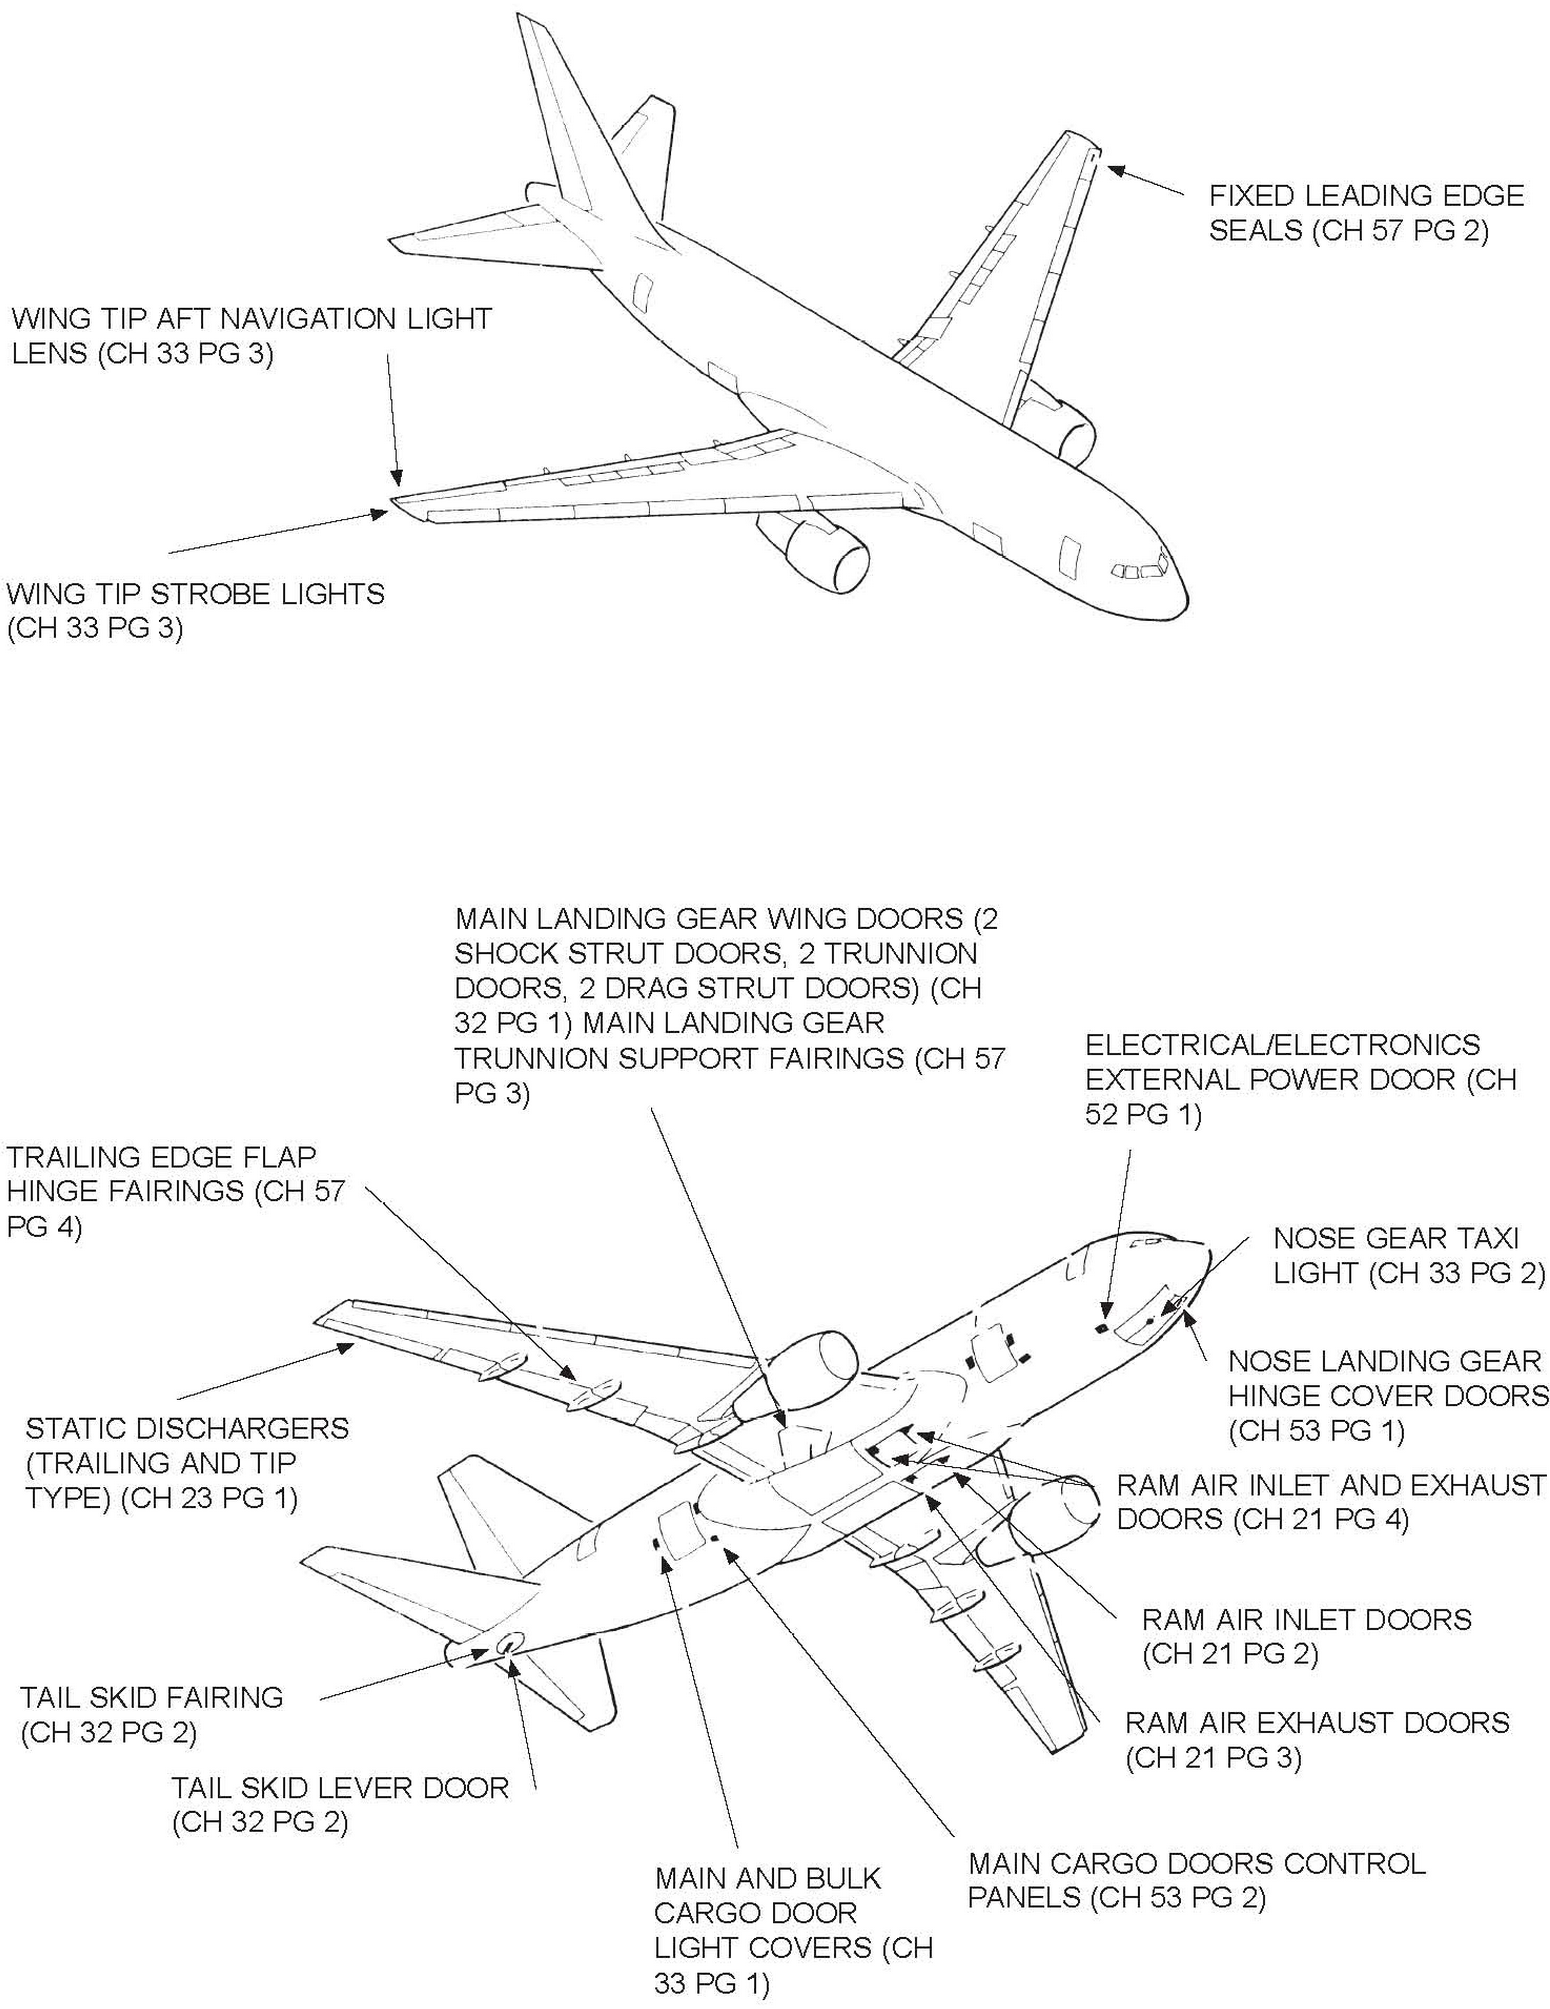 FIXED LEADING EDGE
SEALS (CH 57 PG 2)
WING TIP AFT NAVIGATION LIGHT
LENS (CH 33 PG 3)
WING TIP STROBE LIGHTS
(CH 33 PG 3)
MAIN LANDING GEAR WING DOORS (2
SHOCK STRUT DOORS, 2 TRUNNION
DOORS, 2 DRAG STRUT DOORS) (CH
32 PG 1) MAIN LANDING GEAR
TRUNNION SUPPORT FAIRINGS (CH 57
PG 3)
ELECTRICAL/ELECTRONICS
EXTERNAL POWER DOOR (CH
52 PG 1)
TRAILING EDGE FLAP
HINGE FAIRINGS (CH 57
PG 4)
NOSE GEAR TAXI
LIGHT (CH 33 PG 2)
NOSE LANDING GEAR
HINGE COVER DOORS
(CH 53 PG 1)
STATIC DISCHARGERS
(TRAILING AND TIP
TYPE) (CH 23 PG 1)
RAM AIR INLET AND EXHAUST
DOORS (CH 21 PG 4)
RAM AIR INLET DOORS
(CH 21 PG 2)
TAIL SKID FAIRING
(CH 32 PG 2)
RAM AIR EXHAUST DOORS
(CH 21 PG 3)
TAIL SKID LEVER DOOR
(CH 32 PG 2)
MAIN AND BULK
CARGO DOOR
LIGHT COVERS (CH
33 PG 1)
MAIN CARGO DOORS CONTROL
PANELS (CH 53 PG 2)